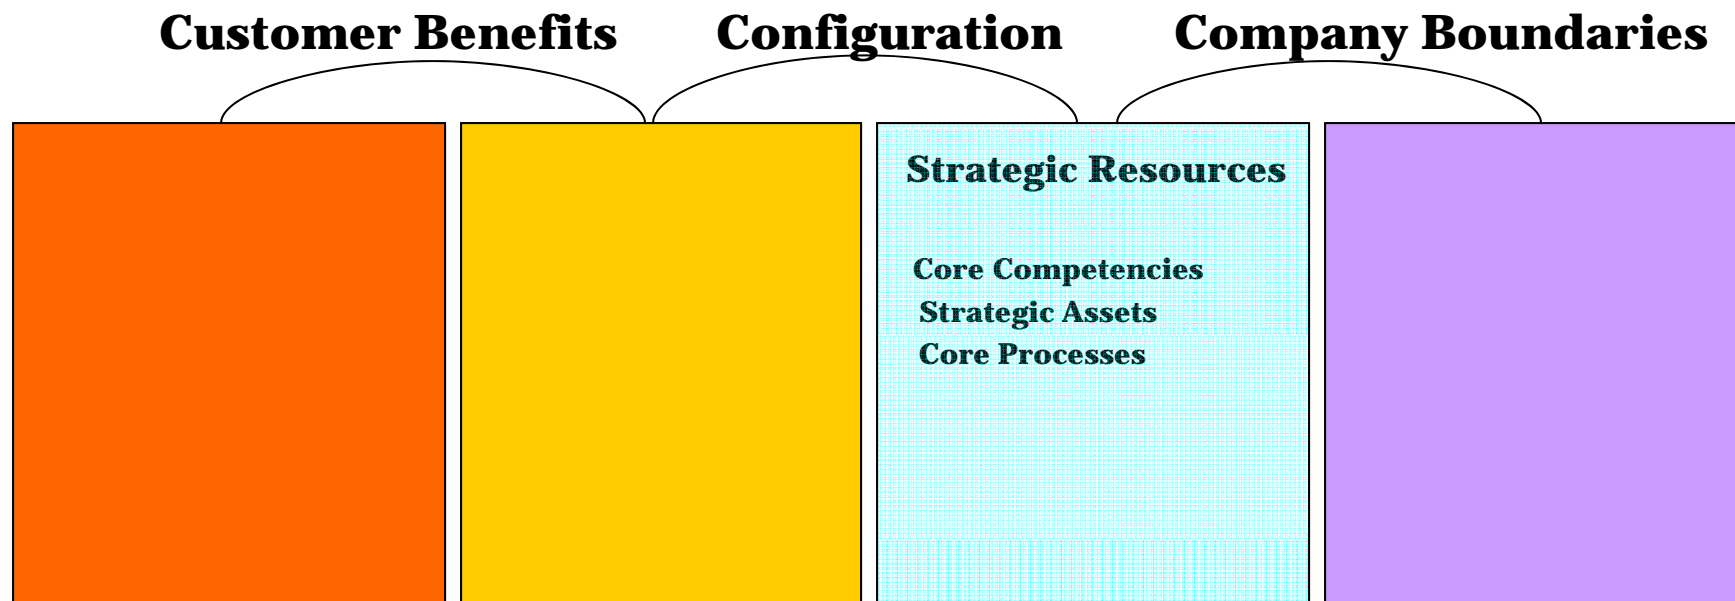 Customer Benefits
Configuration
Company Boundaries
Strategic Resources
Core Competencies
Strategic Assets
Core Processes